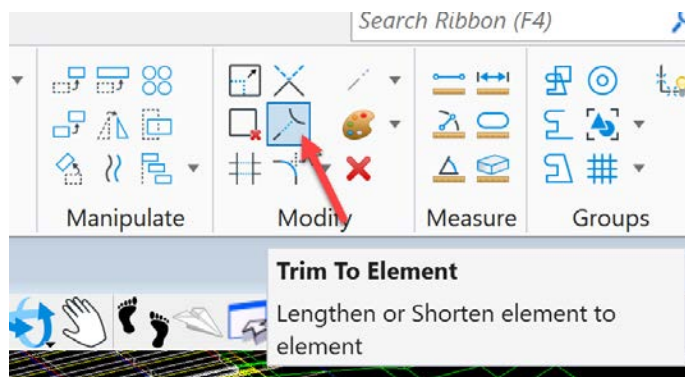 Search Ribbon (F4)
Manipulate
Modify
Measure
Groups
Trim To Element
Lengthen or Shorten element to
element